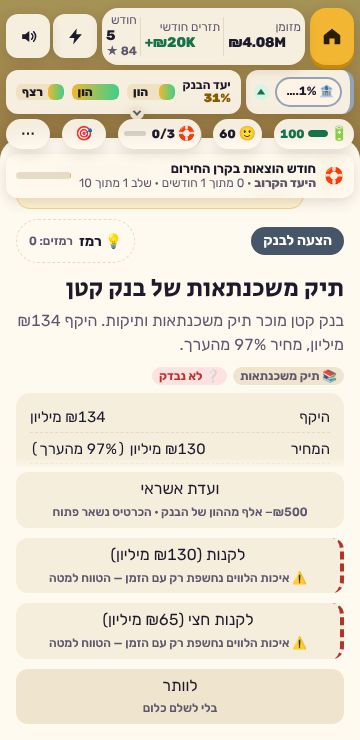 מזומן
₪4.08M
תזרים חודשי
+₪20K
חודש
5
★ 84
🏦 1%....
יעד הבנק
31%
הון
הון
רצף
🔋 100
🙂 60
🛟 0/3
🎯
...
🛟 חודש הוצאות בקרן החירום
היעד הקרוב · 0 מתוך 1 חודשים · שלב 1 מתוך 10
הצעה לבנק
💡 רמז רמזים: 0
תיק משכנתאות של בנק קטן
בנק קטן מוכר תיק משכנתאות ותיקות. היקף ₪134
מיליון, מחיר 97% מהערך.
📚 תיק משכנתאות
❔ לא נבדק
היקף
₪134 מיליון
המחיר
₪130 מיליון (97% מהערך)
ועדת אשראי
−₪500 אלף מההון של הבנק · הכרטיס נשאר פתוח
לקנות (₪130 מיליון)
⚠️ איכות הלווים נחשפת רק עם הזמן — הטווח למטה
לקנות חצי (₪65 מיליון)
⚠️ איכות הלווים נחשפת רק עם הזמן — הטווח למטה
לוותר
בלי לשלם כלום